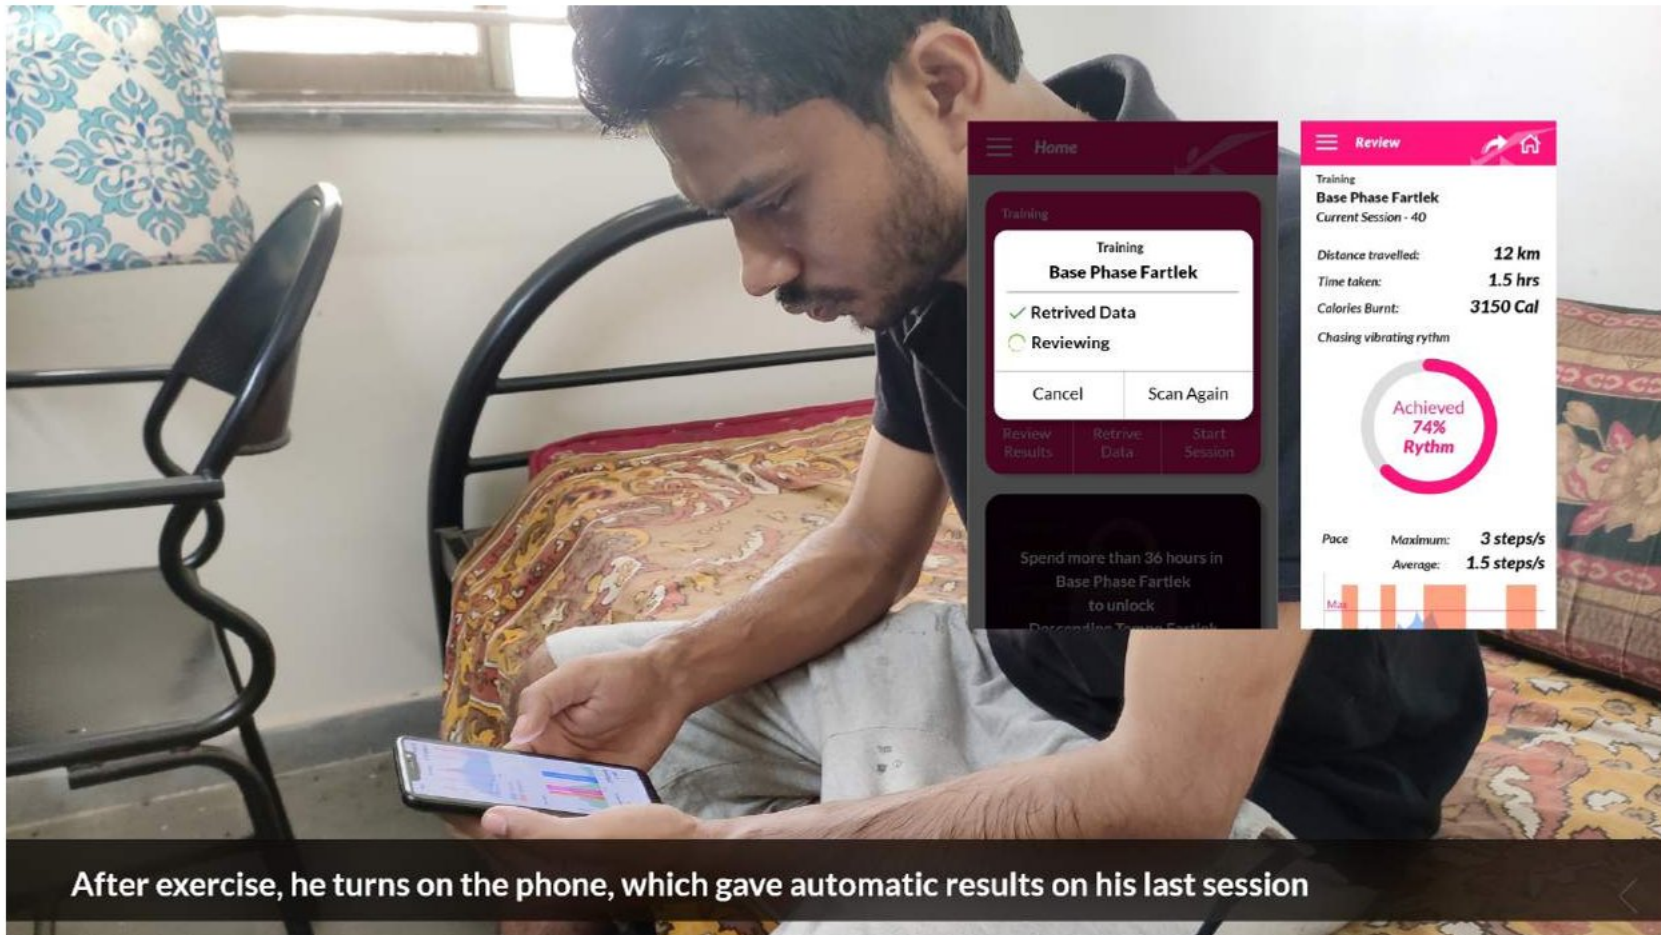 Home
Training
Training
Base Phase Fartlek
Retrived Data
Reviewing
Cancel
Scan Again
Review Results
Retrive Data
Start Session
Spend more than 36 hours in
Base Phase Fartlek
to unlock
Descending Tempo Fartlek
Review
Training
Base Phase Fartlek
Current Session - 40
Distance travelled: 12 km
Time taken: 1.5 hrs
Calories Burnt: 3150 Cal
Chasing vibrating rythm
Achieved
74%
Rythm
Pace Maximum: 3 steps/s
Average: 1.5 steps/s
Max
After exercise, he turns on the phone, which gave automatic results on his last session